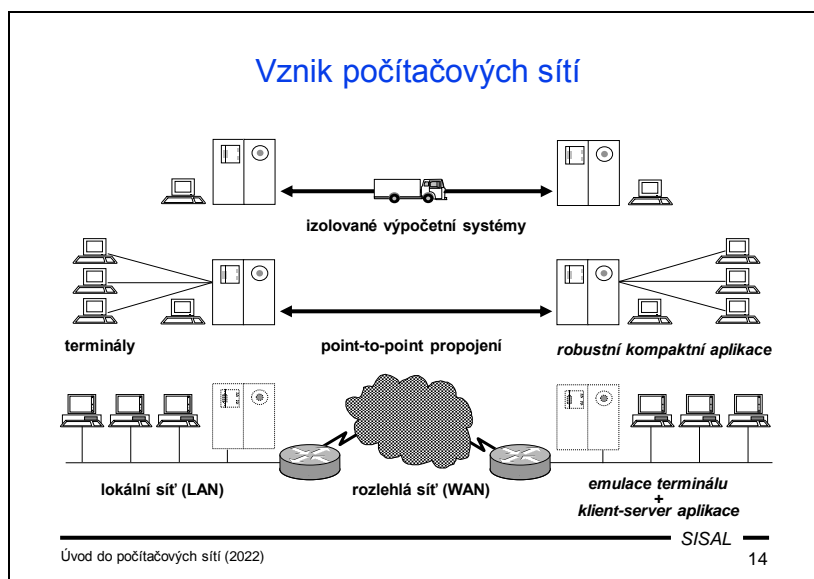 Vznik počítačových sítí
izolované výpočetní systémy
terminály
point-to-point propojení
robustní kompaktní aplikace
lokální síť (LAN)
rozlehlá síť (WAN)
emulace terminálu
+
klient-server aplikace
SISAL
Úvod do počítačových sítí (2022)
14